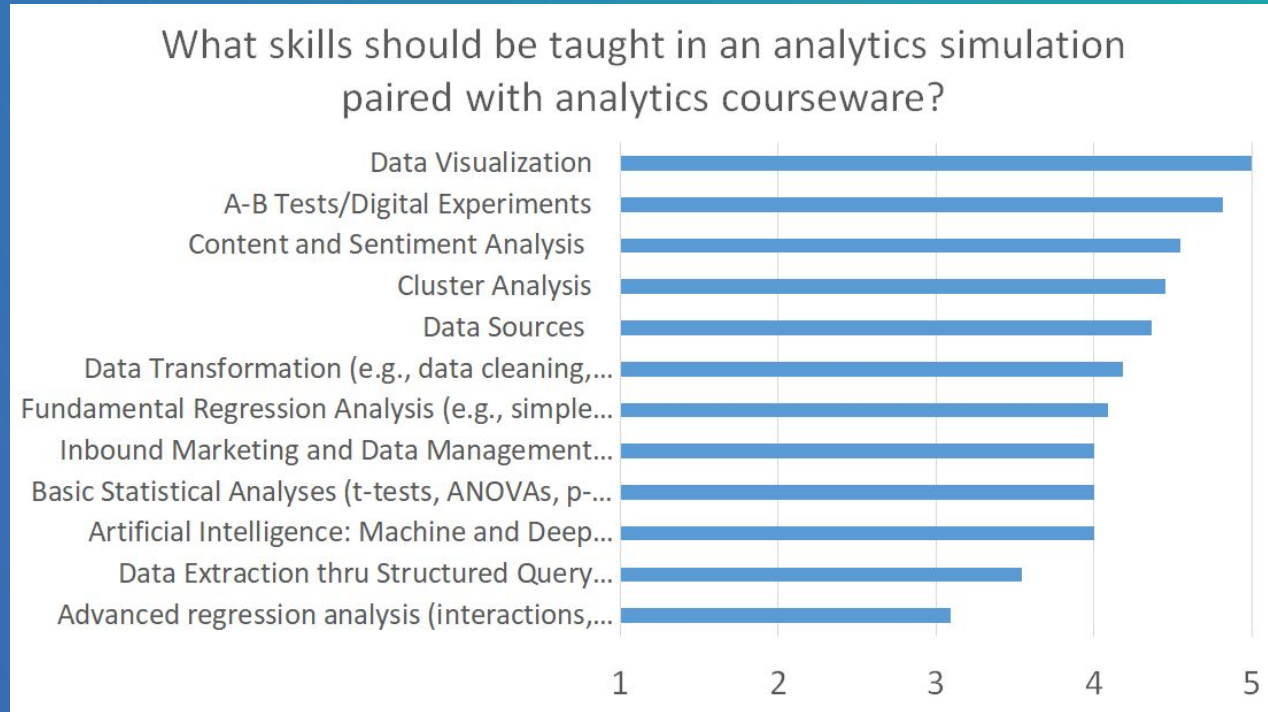 What skills should be taught in an analytics simulation
paired with analytics courseware?
Data Visualization
A-B Tests/Digital Experiments
Content and Sentiment Analysis
Cluster Analysis
Data Sources
Data Transformation (e.g., data cleaning,...
Fundamental Regression Analysis (e.g., simple...
Inbound Marketing and Data Management...
Basic Statistical Analyses (t-tests, ANOVAs, p-...
Artificial Intelligence: Machine and Deep...
Data Extraction thru Structured Query...
Advanced regression analysis (interactions,...
1 2 3 4 5